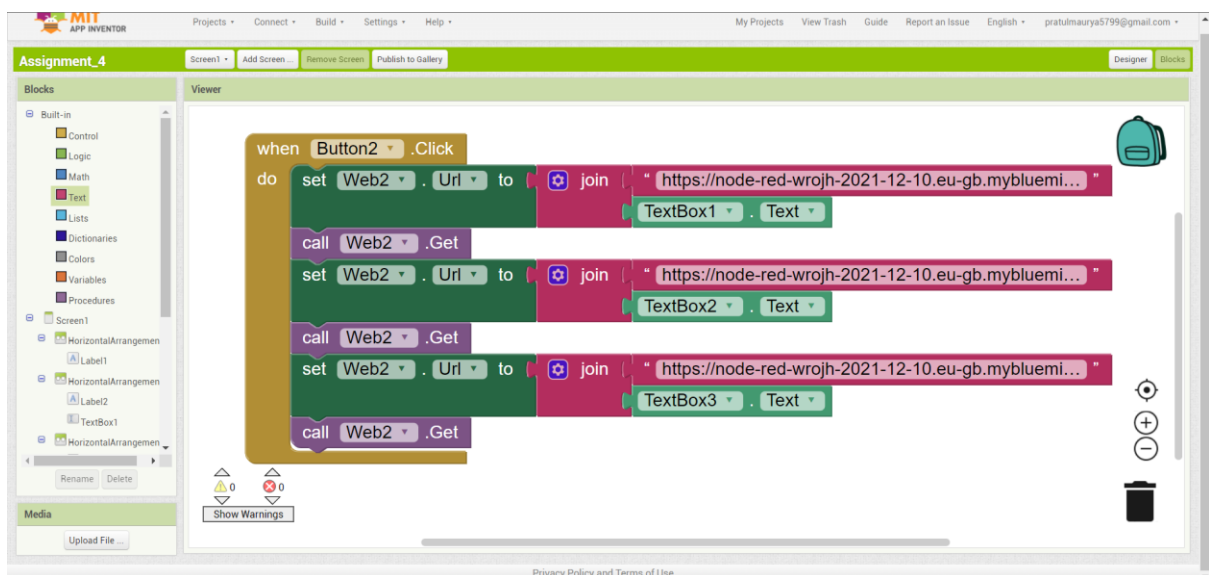 MIT
APP INVENTOR
Projects Connect Build Settings Help My Projects View Trash Guide Report an Issue English pratulmaurya5799@gmail.com
Assignment_4 Screen1 Add Screen ... Remove Screen Publish to Gallery Designer Blocks
Blocks
Built-in
Control
Logic
Math
Text
Lists
Dictionaries
Colors
Variables
Procedures
Screen1
HorizontalArrangemen
Label1
HorizontalArrangemen
Label2
TextBox1
HorizontalArrangemen
Rename Delete
Media
Upload File ...
Viewer
when Button2 .Click
do set Web2 . Url to join “ https://node-red-wrojh-2021-12-10.eu-gb.mybluemi... ”
TextBox1 . Text
call Web2 .Get
set Web2 . Url to join “ https://node-red-wrojh-2021-12-10.eu-gb.mybluemi... ”
TextBox2 . Text
call Web2 .Get
set Web2 . Url to join “ https://node-red-wrojh-2021-12-10.eu-gb.mybluemi... ”
TextBox3 . Text
call Web2 .Get
0 0
Show Warnings
Privacy Policy and Terms of Use